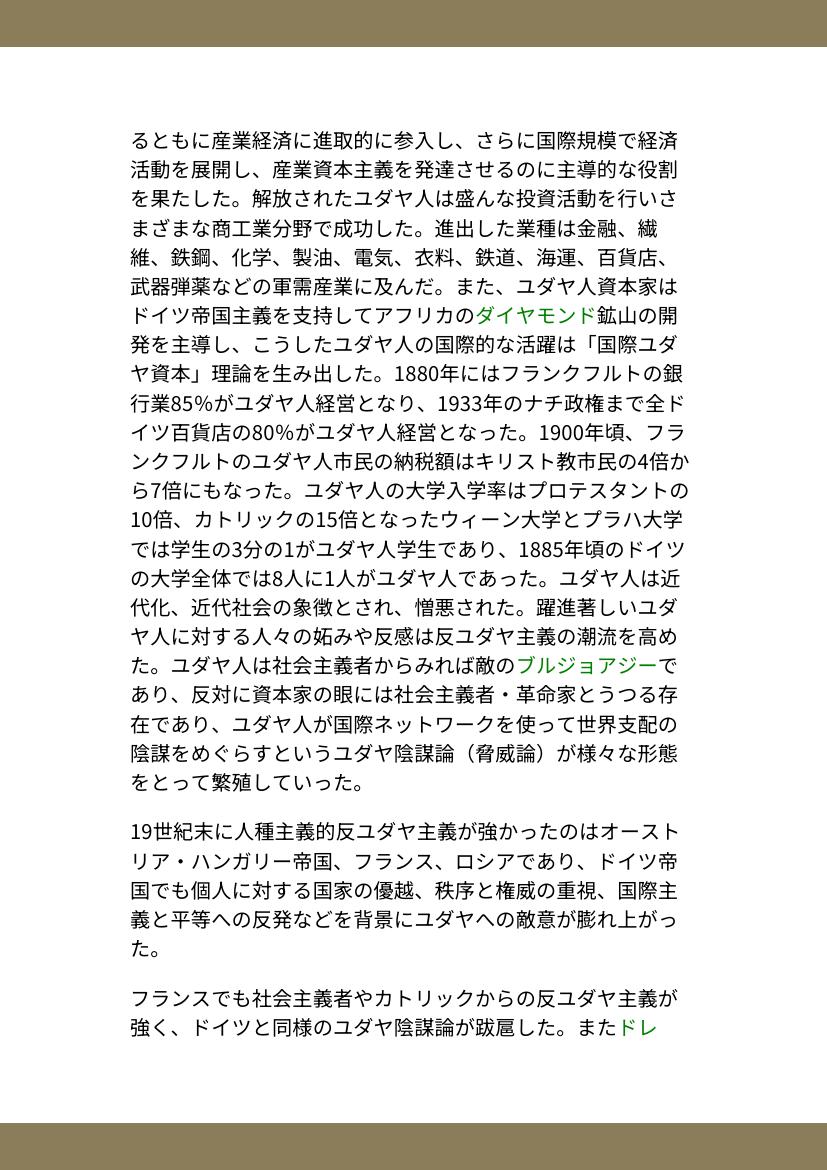 るともに産業経済に進取的に参入し、さらに国際規模で経済
活動を展開し、産業資本主義を発達させるのに主導的な役割
を果たした。解放されたユダヤ人は盛んな投資活動を行いさ
まざまな商工業分野で成功した。進出した業種は金融、繊
維、鉄鋼、化学、製油、電気、衣料、鉄道、海運、百貨店、
武器弾薬などの軍需産業に及んだ。また、ユダヤ人資本家は
ドイツ帝国主義を支持してアフリカのダイヤモンド鉱山の開
発を主導し、こうしたユダヤ人の国際的な活躍は「国際ユダ
ヤ資本」理論を生み出した。1880年にはフランクフルトの銀
行業85％がユダヤ人経営となり、1933年のナチ政権まで全ド
イツ百貨店の80％がユダヤ人経営となった。1900年頃、フラ
ンクフルトのユダヤ人市民の納税額はキリスト教市民の4倍か
ら7倍にもなった。ユダヤ人の大学入学率はプロテスタントの
10倍、カトリックの15倍となったウィーン大学とプラハ大学
では学生の3分の1がユダヤ人学生であり、1885年頃のドイツ
の大学全体では8人に1人がユダヤ人であった。ユダヤ人は近
代化、近代社会の象徴とされ、憎悪された。躍進著しいユダ
ヤ人に対する人々の妬みや反感は反ユダヤ主義の潮流を高め
た。ユダヤ人は社会主義者からみれば敵のブルジョアジーで
あり、反対に資本家の眼には社会主義者・革命家とうつる存
在であり、ユダヤ人が国際ネットワークを使って世界支配の
陰謀をめぐらすというユダヤ陰謀論（脅威論）が様々な形態
をとって繁殖していった。
19世紀末に人種主義的反ユダヤ主義が強かったのはオースト
リア・ハンガリー帝国、フランス、ロシアであり、ドイツ帝
国でも個人に対する国家の優越、秩序と権威の重視、国際主
義と平等への反発などを背景にユダヤへの敵意が膨れ上がっ
た。
フランスでも社会主義者やカトリックからの反ユダヤ主義が
強く、ドイツと同様のユダヤ陰謀論が跋扈した。またドレ